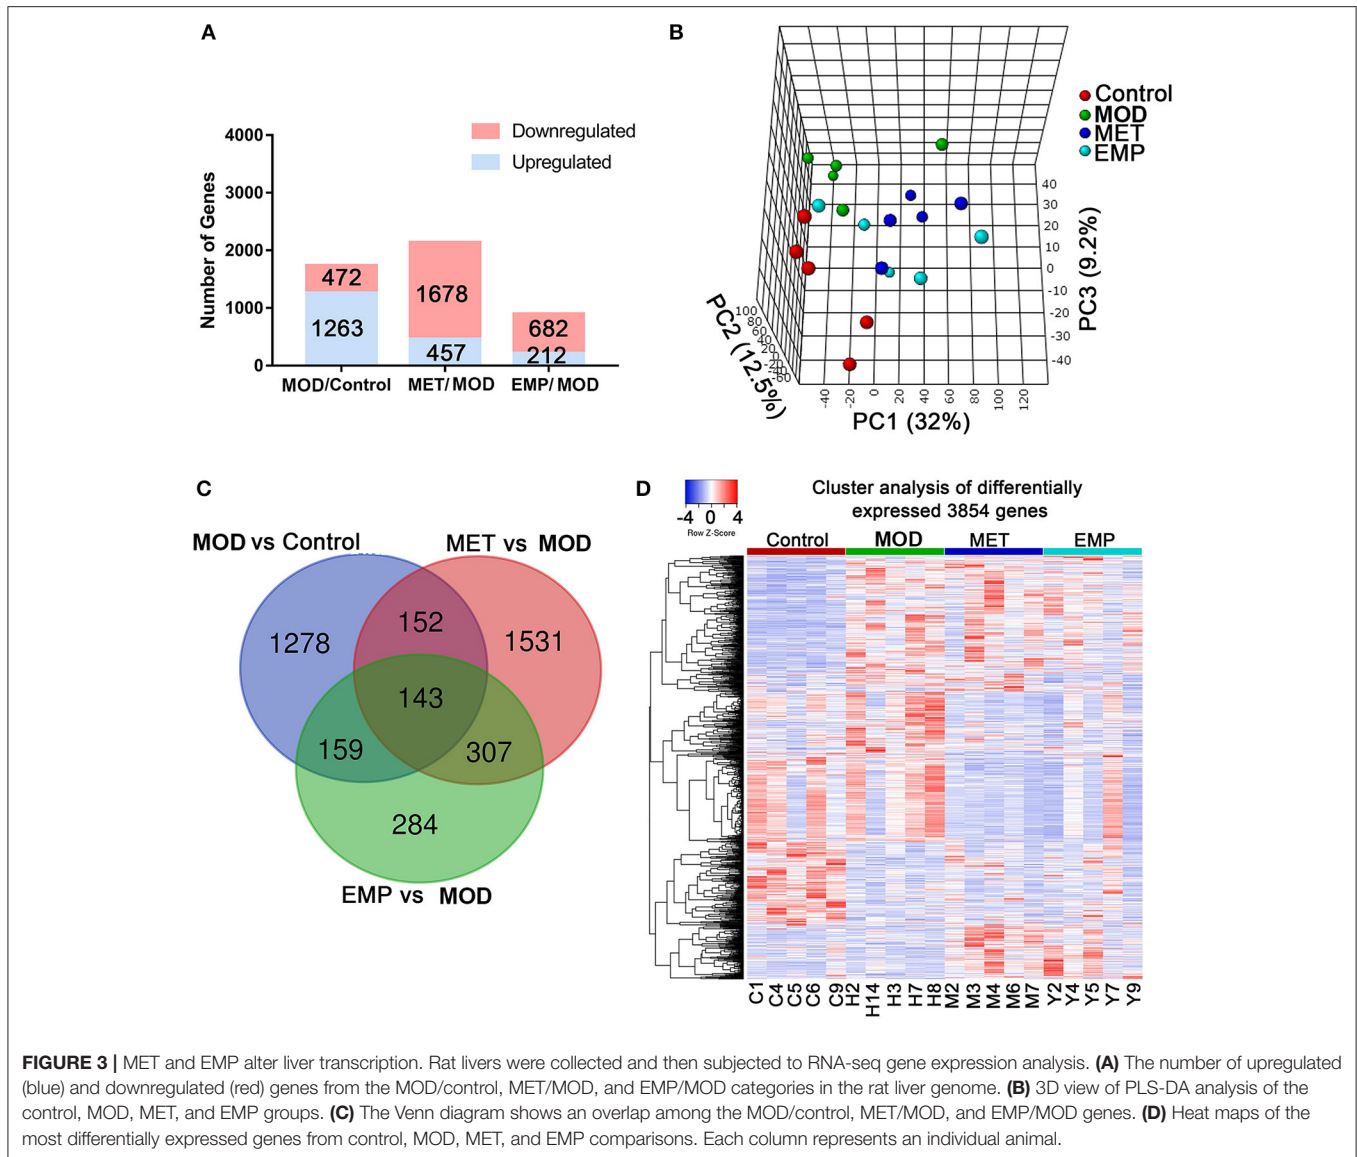 A
4000
3000
2000
1000
0
Number of Genes
Downregulated
Upregulated
472
1263
1678
457
682
212
MOD/Control
MET/MOD
EMP/MOD
B
Control
MOD
MET
EMP
40
30
20
10
0
-10
-20
-30
-40
PC3 (9.2%)
100
80
60
40
20
0
-20
-40
-60
PC2 (12.5%)
-40
-20
0
20
40
60
80
100
120
PC1 (32%)
C
MOD vs Control
MET vs MOD
152
1278
1531
143
159
307
284
EMP vs MOD
D
-4 0 4
Row Z-Score
Cluster analysis of differentially
expressed 3854 genes
Control
MOD
MET
EMP
C1
C4
C5
C6
C9
H2
H14
H3
H7
H8
M2
M3
M4
M6
M7
Y2
Y4
Y5
Y7
Y9
FIGURE 3 | MET and EMP alter liver transcription. Rat livers were collected and then subjected to RNA-seq gene expression analysis. (A) The number of upregulated
(blue) and downregulated (red) genes from the MOD/control, MET/MOD, and EMP/MOD categories in the rat liver genome. (B) 3D view of PLS-DA analysis of the
control, MOD, MET, and EMP groups. (C) The Venn diagram shows an overlap among the MOD/control, MET/MOD, and EMP/MOD genes. (D) Heat maps of the
most differentially expressed genes from control, MOD, MET, and EMP comparisons. Each column represents an individual animal.